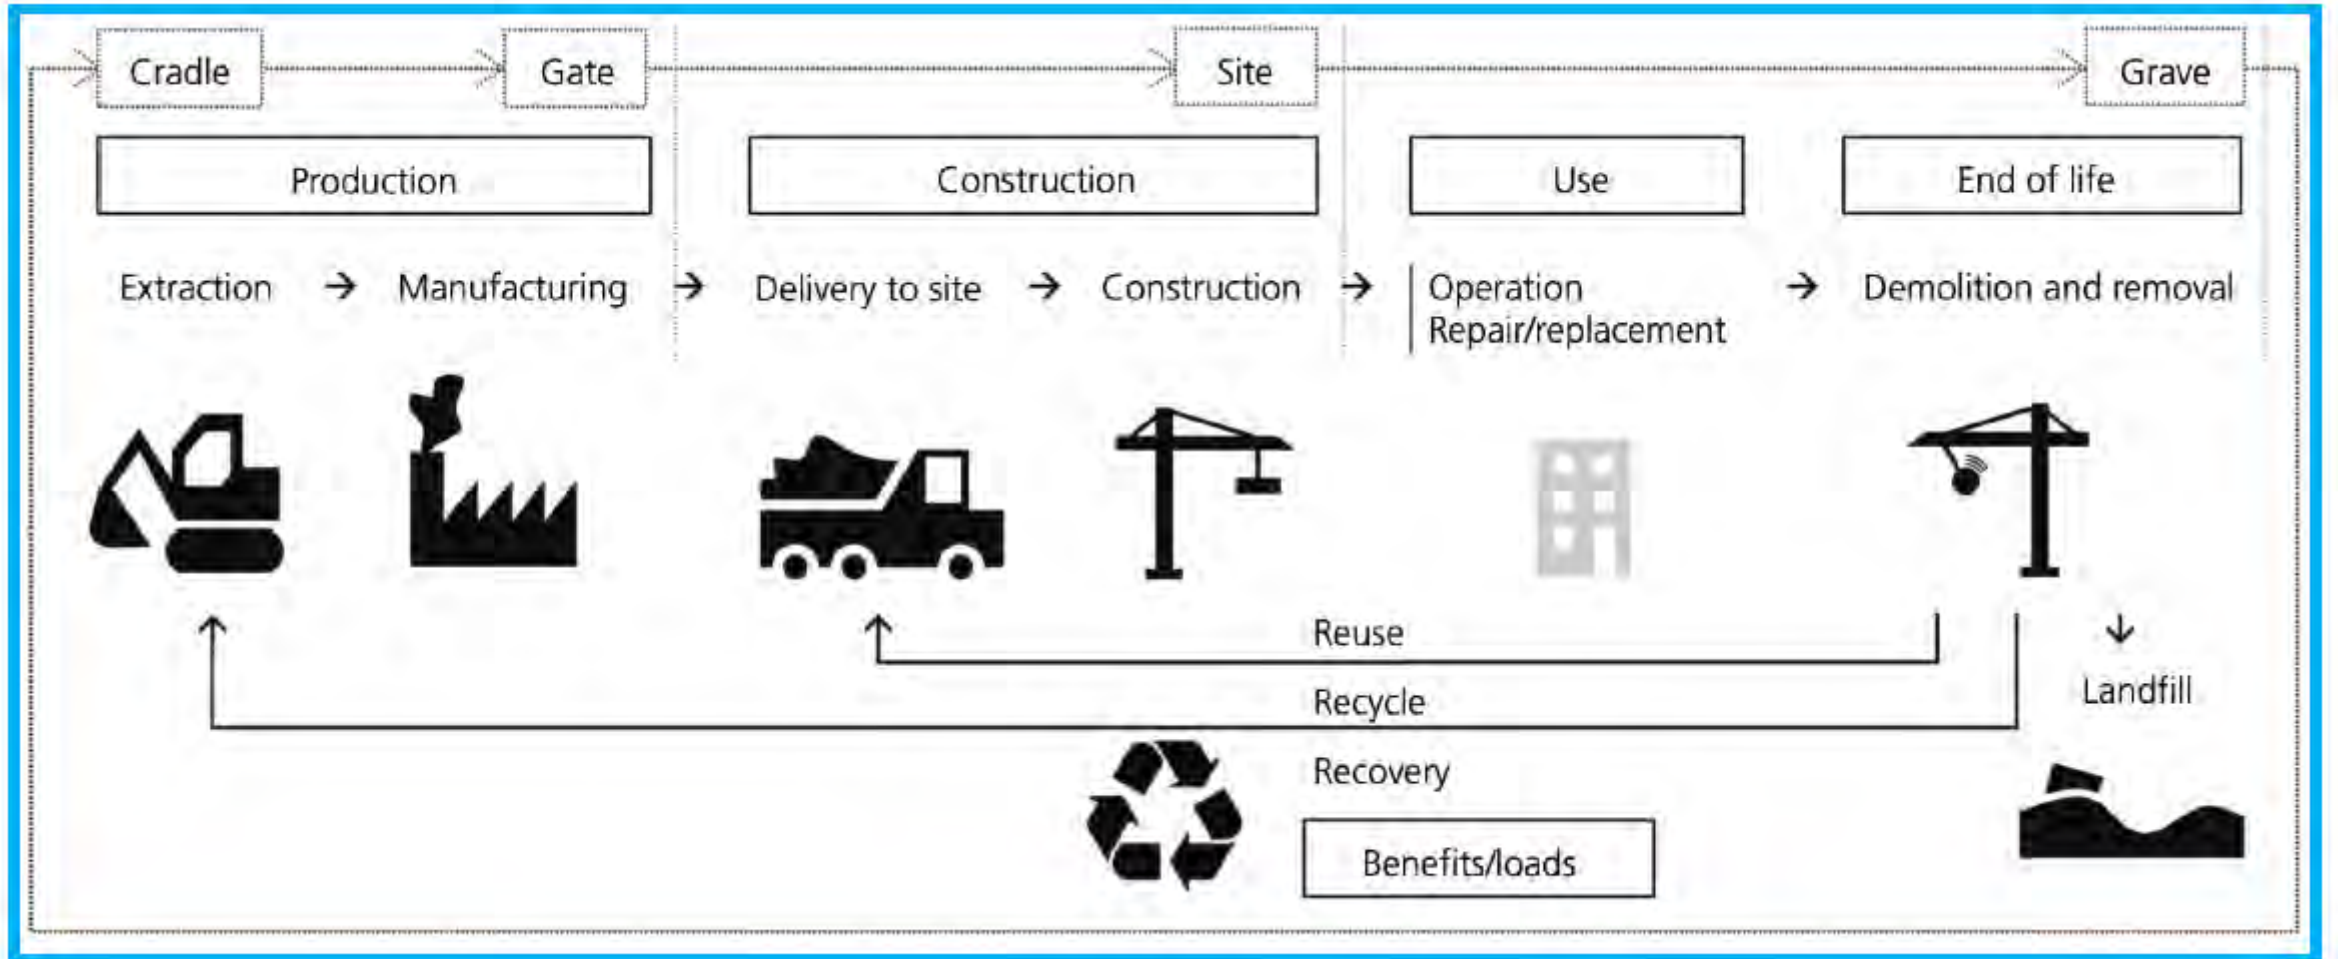 Cradle
Gate
Site
Grave
Production
Construction
Use
End of life
Extraction → Manufacturing → Delivery to site → Construction → Operation → Demolition and removal
Repair/replacement
Reuse
Recycle
Landfill
Recovery
Benefits/loads